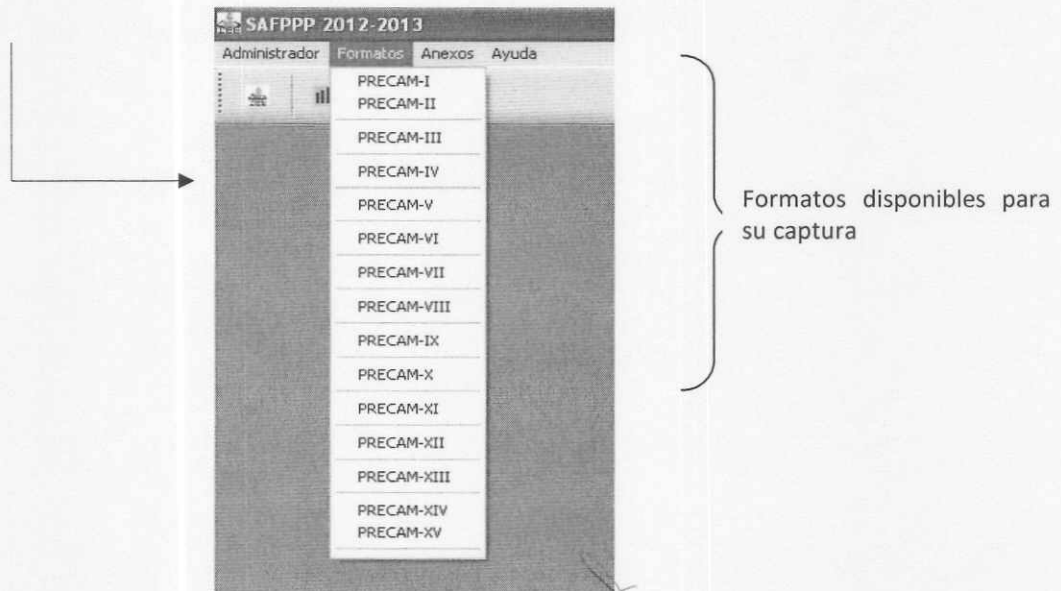 SAFPPP 2012-2013
Administrador Formatos Anexos Ayuda
PRECAM-I
PRECAM-II
PRECAM-III
PRECAM-IV
PRECAM-V
PRECAM-VI
PRECAM-VII
PRECAM-VIII
PRECAM-IX
PRECAM-X
PRECAM-XI
PRECAM-XII
PRECAM-XIII
PRECAM-XIV
PRECAM-XV
Formatos disponibles para
su captura